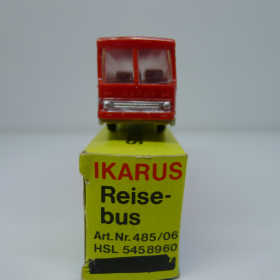 IKARUS
Reise-
bus
Art. Nr. 485/06
HSL 5458960